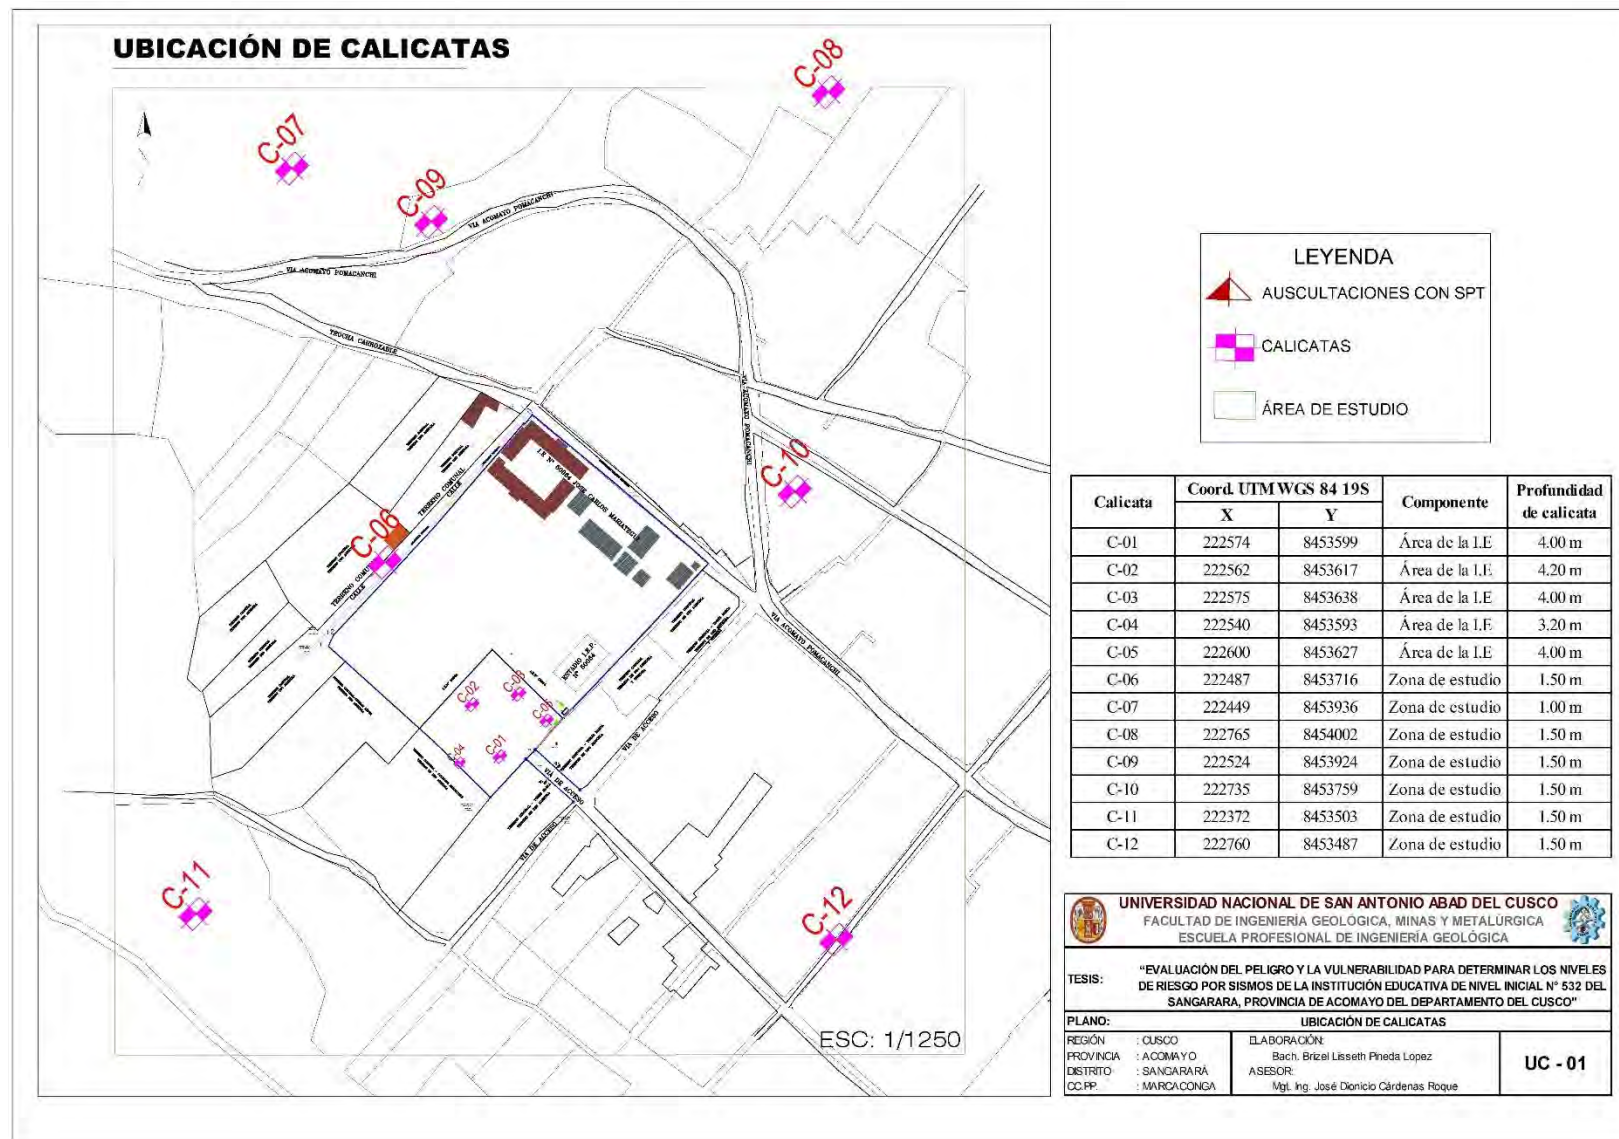 UBICACIÓN DE CALICATAS
C-08
C-07
C-09
VIA ACOMAYO POMACANCHI
VIA ACOMAYO POMACANCHI
TROCHA CARROZABLE
VIA ACOMAYO POMACANCHI
C-10
I.E N° 50084 JOSE CARLOS MARIATEGUI
TERRENO COMUNAL
CALLE
C-06
CALLE
ESTADIO I.E.P.
VIA ACOMAYO POMACANCHI
C-02
C-03
C-05
C-01
C-04
VIA DE ACCESO
VIA DE ACCESO
VIA DE ACCESO
C-11
C-12
ESC: 1/1250
LEYENDA
AUSCULTACIONES CON SPT
CALICATAS
ÁREA DE ESTUDIO
Calicata Coord. UTM WGS 84 19S Componente Profundidad de calicata
X Y
C-01 222574 8453599 Área de la I.E 4.00 m
C-02 222562 8453617 Área de la I.E 4.20 m
C-03 222575 8453638 Área de la I.E 4.00 m
C-04 222540 8453593 Área de la I.E 3.20 m
C-05 222600 8453627 Área de la I.E 4.00 m
C-06 222487 8453716 Zona de estudio 1.50 m
C-07 222449 8453936 Zona de estudio 1.00 m
C-08 222765 8454002 Zona de estudio 1.50 m
C-09 222524 8453924 Zona de estudio 1.50 m
C-10 222735 8453759 Zona de estudio 1.50 m
C-11 222372 8453503 Zona de estudio 1.50 m
C-12 222760 8453487 Zona de estudio 1.50 m
UNIVERSIDAD NACIONAL DE SAN ANTONIO ABAD DEL CUSCO
FACULTAD DE INGENIERÍA GEOLÓGICA, MINAS Y METALÚRGICA
ESCUELA PROFESIONAL DE INGENIERÍA GEOLÓGICA
TESIS: "EVALUACIÓN DEL PELIGRO Y LA VULNERABILIDAD PARA DETERMINAR LOS NIVELES
DE RIESGO POR SISMOS DE LA INSTITUCIÓN EDUCATIVA DE NIVEL INICIAL N° 532 DEL
SANGARARA, PROVINCIA DE ACOMAYO DEL DEPARTAMENTO DEL CUSCO"
PLANO: UBICACIÓN DE CALICATAS
REGIÓN : CUSCO
PROVINCIA : ACOMAYO
DISTRITO : SANGARARÁ
CC.PP. : MARCACONGA
ELABORACIÓN:
Bach. Brizel Lisseth Pineda Lopez
ASESOR:
Mgt. Ing. José Dionicio Cárdenas Roque
UC - 01